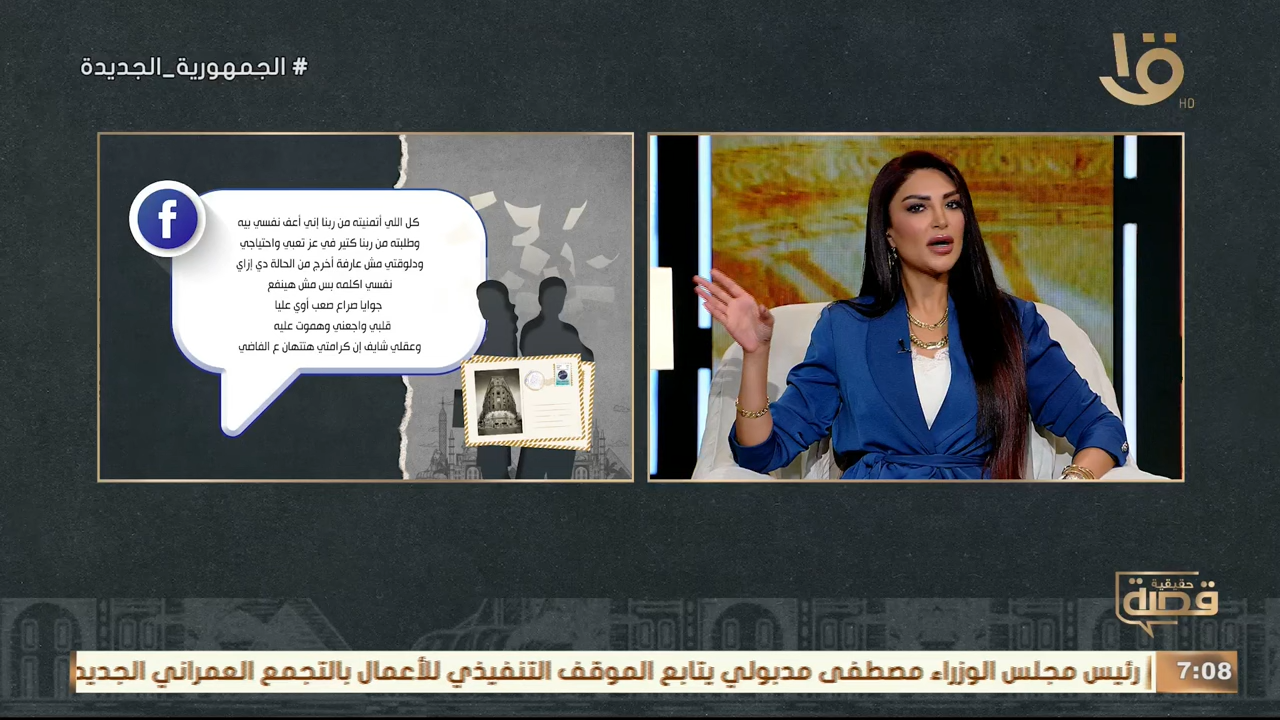 # الجمهورية_الجديدة
HD
كل اللي أتمنيته من ربنا إني أعف نفسي بيه
وطلبته من ربنا كتير في عز تعبي واحتياجي
ودلوقتي مش عارفة أخرج من الحالة دي إزاي
نفسي اكلمه بس مش هينفع
جوايا صراع صعب أوي عليا
قلبي واجعني وهموت عليه
وعقلي شايف إن كرامتي هتتهان ع الفاضي
قصة
حقيقية
7:08
رئيس مجلس الوزراء مصطفى مدبولي يتابع الموقف التنفيذي للأعمال بالتجمع العمراني الجديد